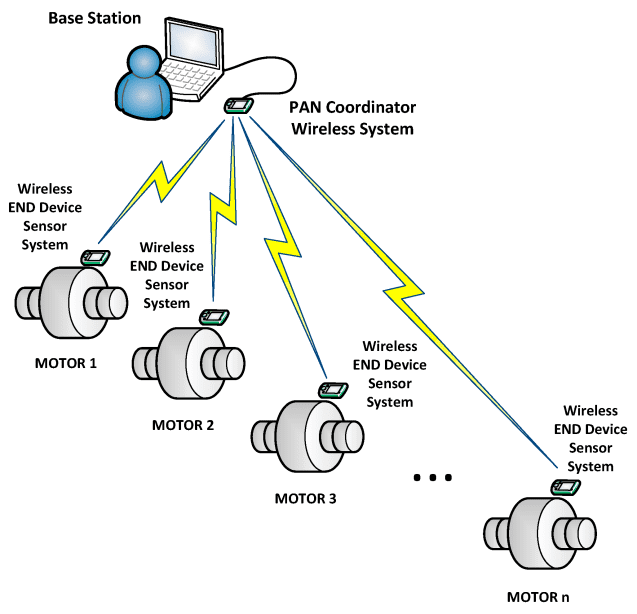 Base Station
PAN Coordinator
Wireless System
Wireless
END Device
Sensor
System
MOTOR 1
Wireless
END Device
Sensor
System
MOTOR 2
Wireless
END Device
Sensor
System
MOTOR 3
...
Wireless
END Device
Sensor
System
MOTOR n